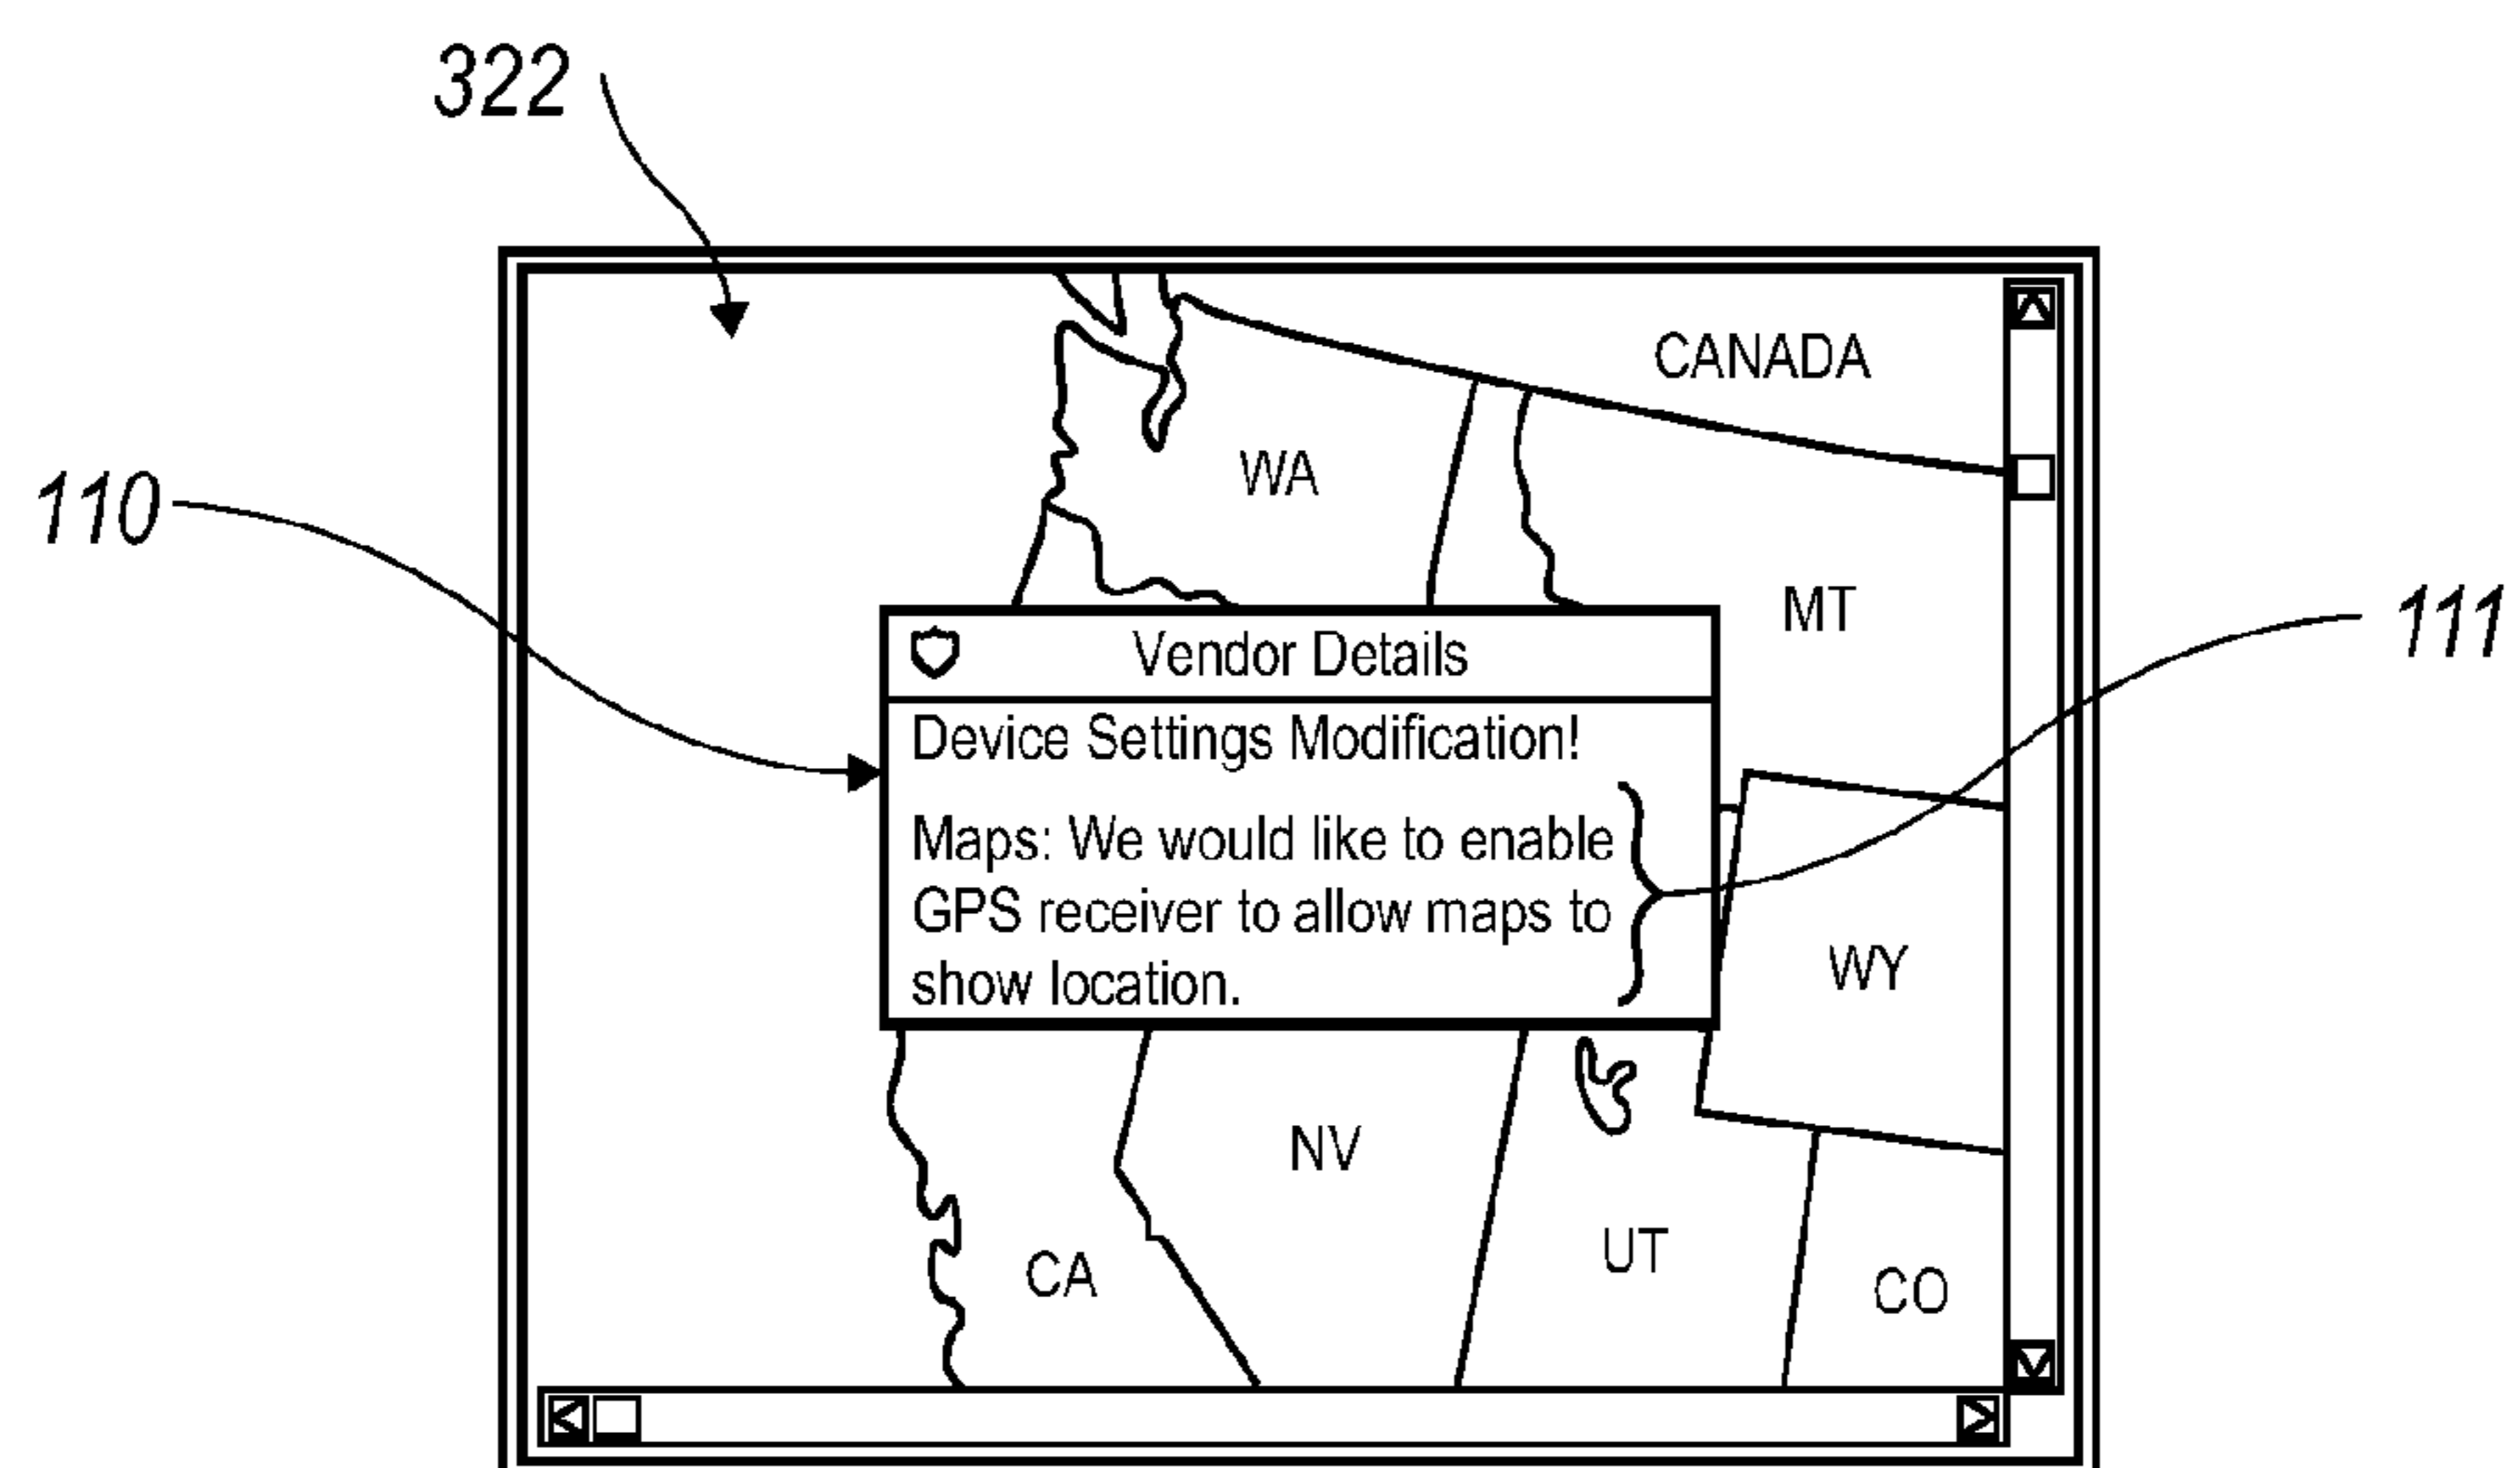 322
CANADA
110
WA
MT
111
Vendor Details
Device Settings Modification!
Maps: We would like to enable
GPS receiver to allow maps to
show location.
WY
NV
UT
CA
CO